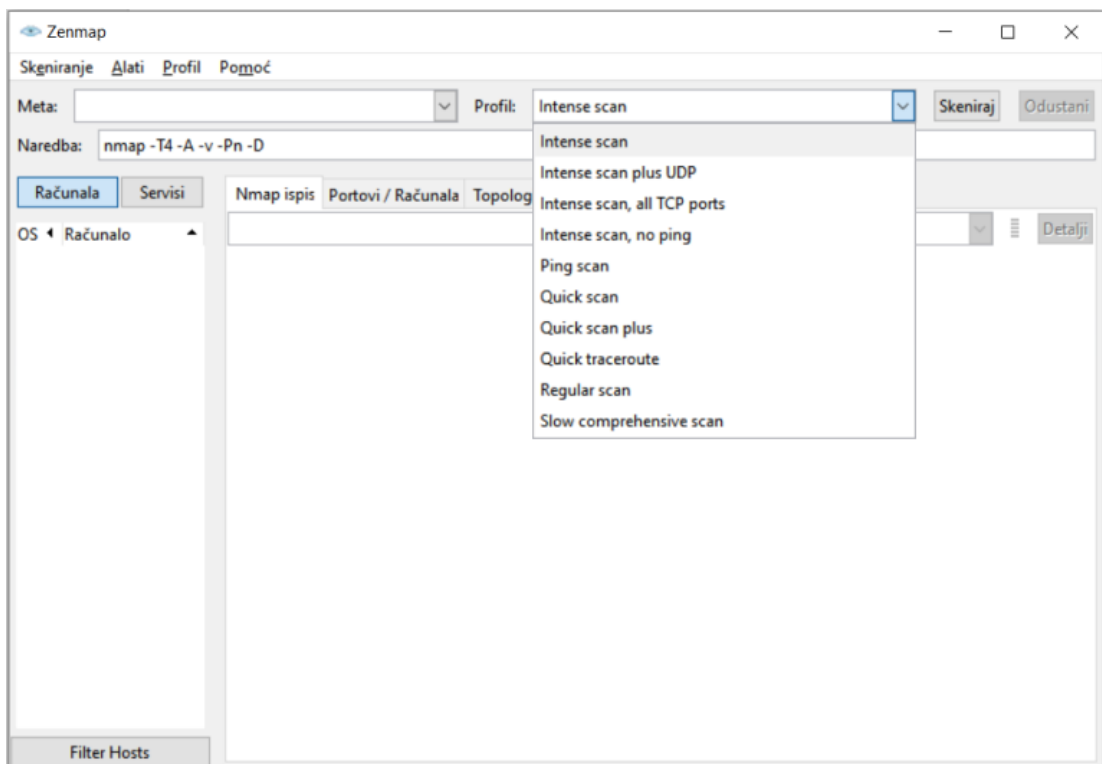 Zenmap
Skeniranje Alati Profil Pomoć
Meta: Profil: Intense scan Skeniraj Odustani
Naredba: nmap -T4 -A -v -Pn -D
Intense scan
Intense scan plus UDP
Intense scan, all TCP ports
Intense scan, no ping
Ping scan
Quick scan
Quick scan plus
Quick traceroute
Regular scan
Slow comprehensive scan
Računala Servisi Nmap ispis Portovi / Računala Topolog
OS Računalo Detalji
Filter Hosts